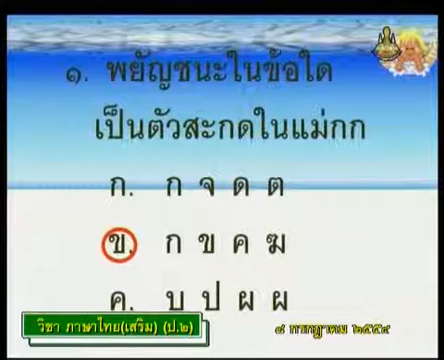 ๑. พยัญชนะในข้อใด
เป็นตัวสะกดในแม่กก
ก. ก จ ด ต
ข. ก ข ค ฆ
ค. บ ป ผ ผ
วิชา ภาษาไทย(เสริม) (ป.๒)
๘ กรกฎาคม ๒๕๕๔